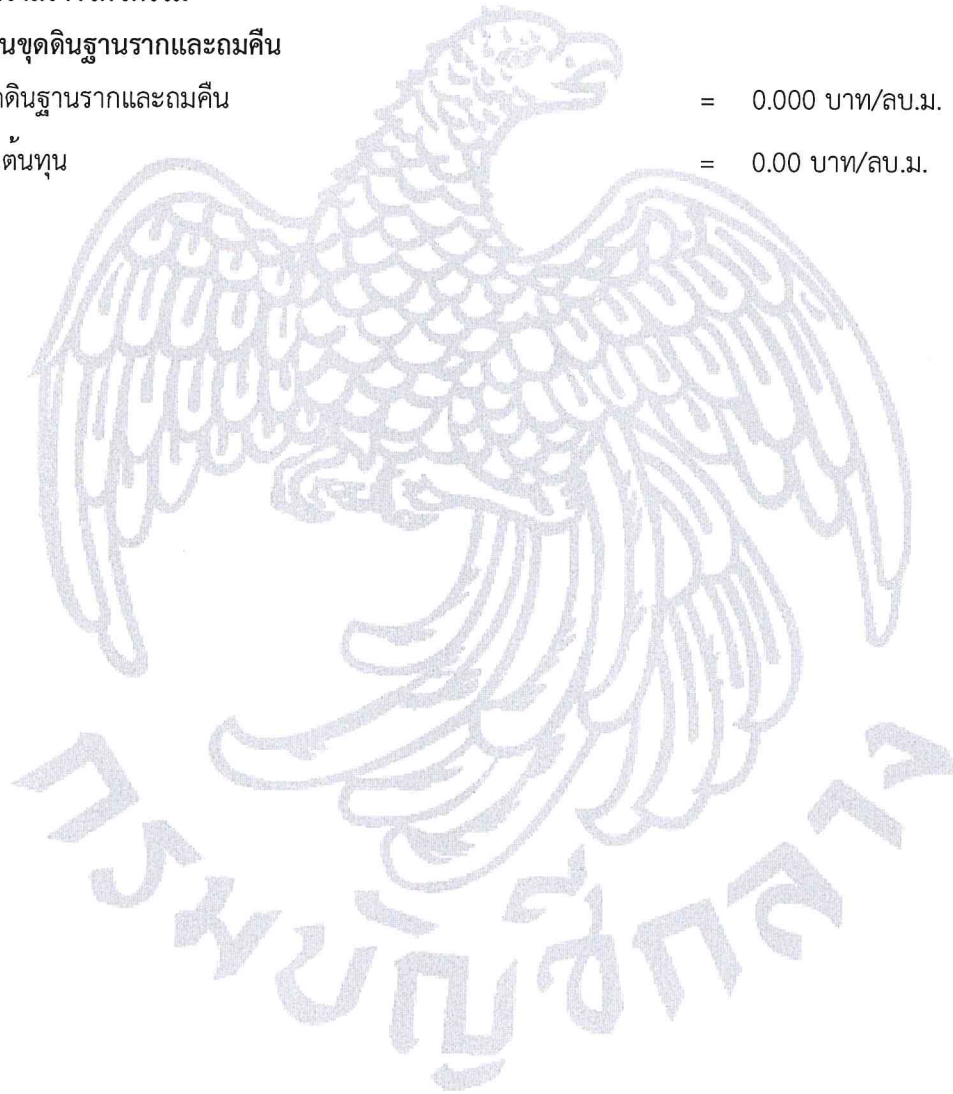 นขุดดินฐานรากและถมคืน
ดินฐานรากและถมคืน = 0.000 บาท/ลบ.ม.
ต้นทุน = 0.00 บาท/ลบ.ม.
กรมบัญชีกลาง